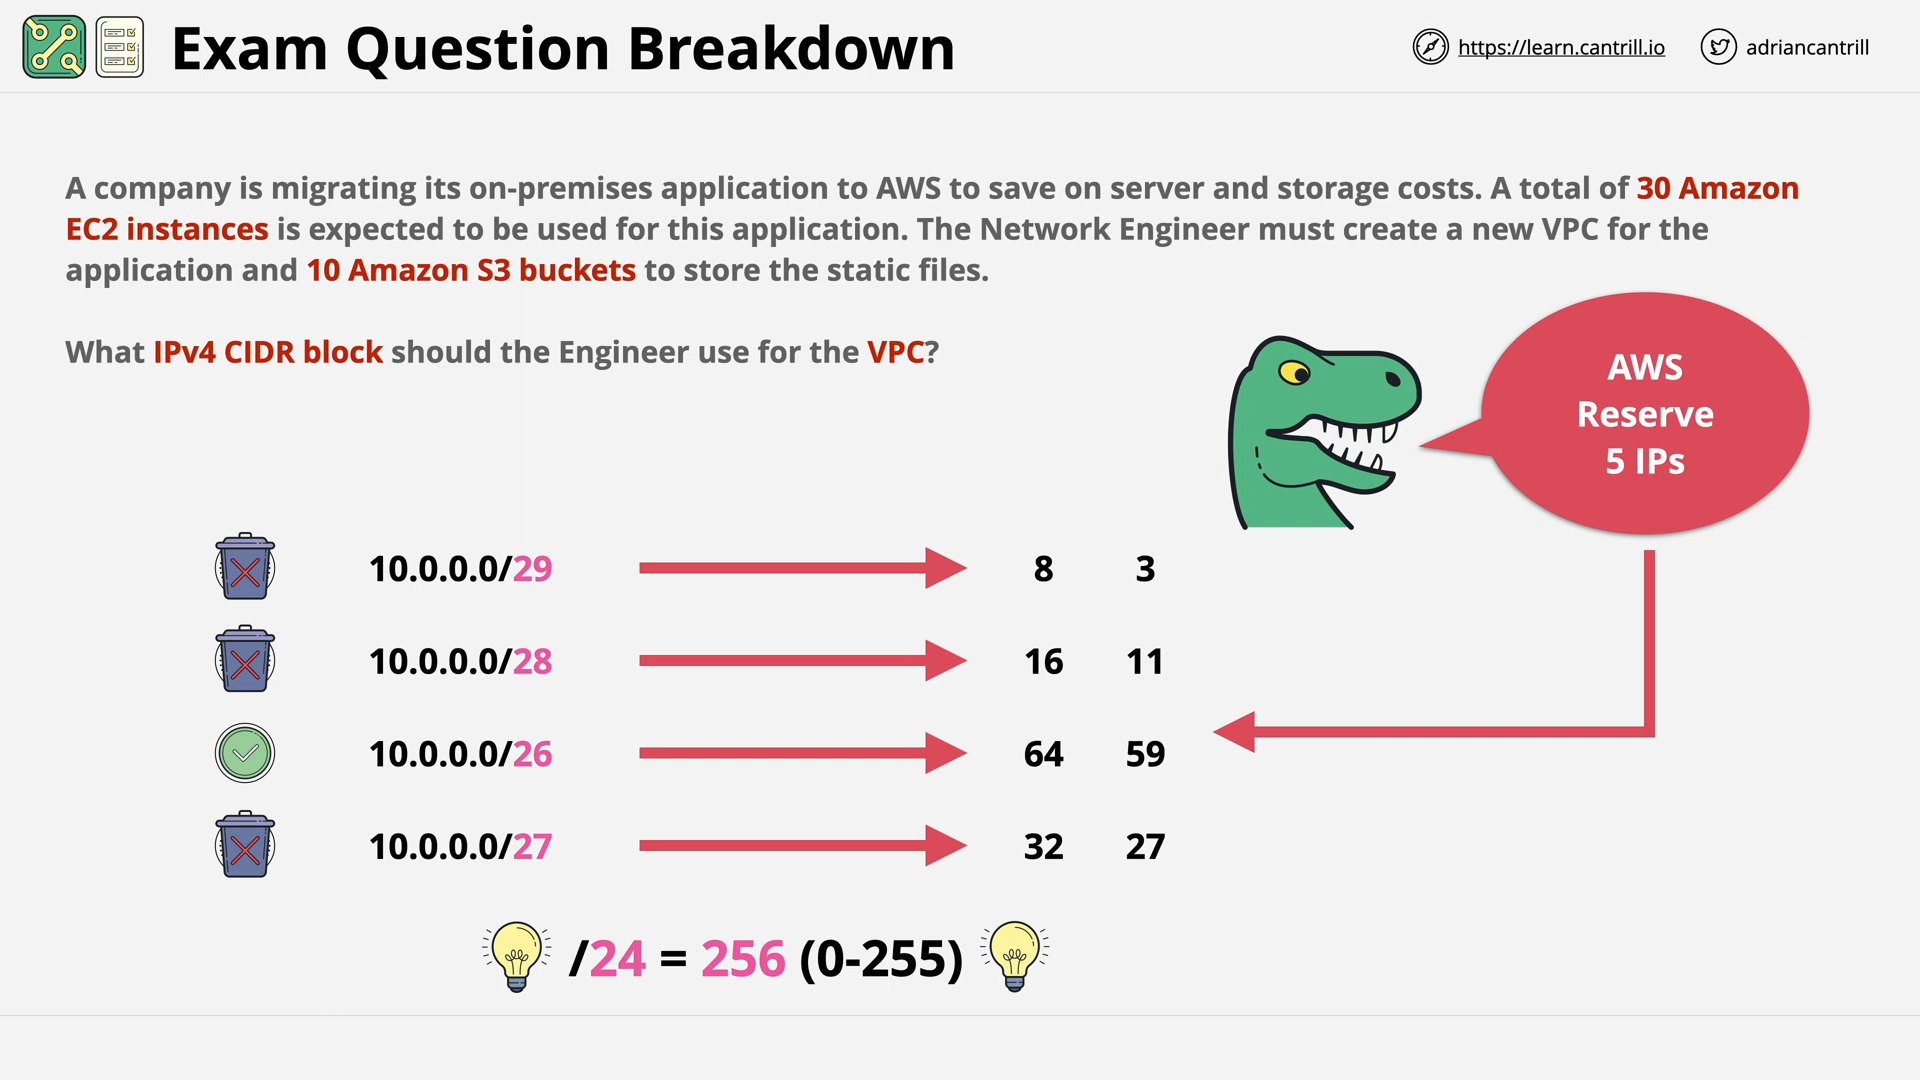 Exam Question Breakdown
https://learn.cantrill.io
adriancantrill
A company is migrating its on-premises application to AWS to save on server and storage costs. A total of 30 Amazon
EC2 instances is expected to be used for this application. The Network Engineer must create a new VPC for the
application and 10 Amazon S3 buckets to store the static files.
What IPv4 CIDR block should the Engineer use for the VPC?
AWS
Reserve
5 IPs
10.0.0.0/29 8 3
10.0.0.0/28 16 11
10.0.0.0/26 64 59
10.0.0.0/27 32 27
/24 = 256 (0-255)